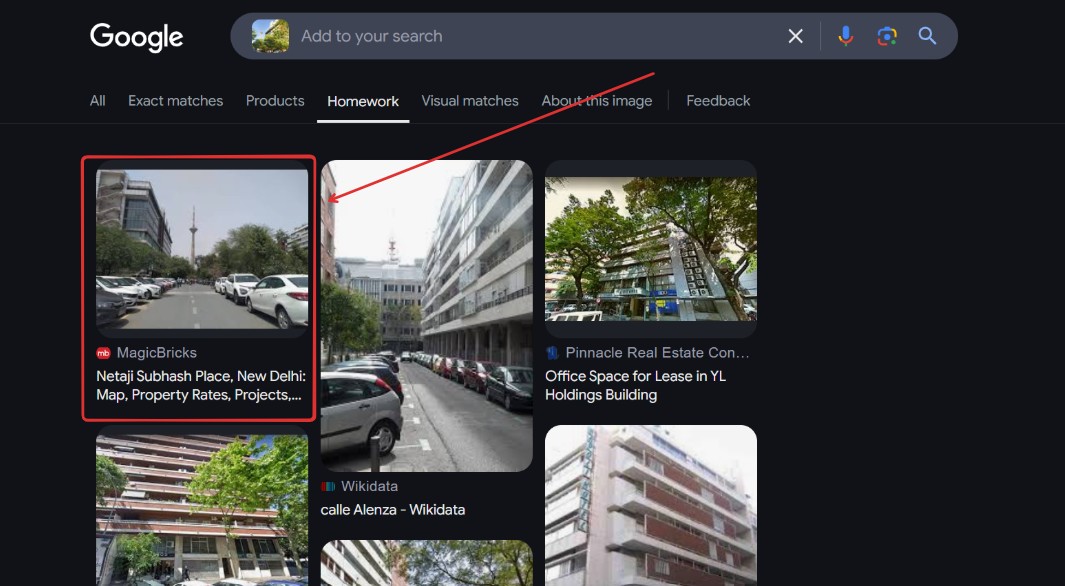 Google
Add to your search
All
Exact matches
Products
Homework
Visual matches
About this image
Feedback
mb MagicBricks
Netaji Subhash Place, New Delhi:
Map, Property Rates, Projects,...
Wikidata
calle Alenza - Wikidata
Pinnacle Real Estate Con...
Office Space for Lease in YL
Holdings Building